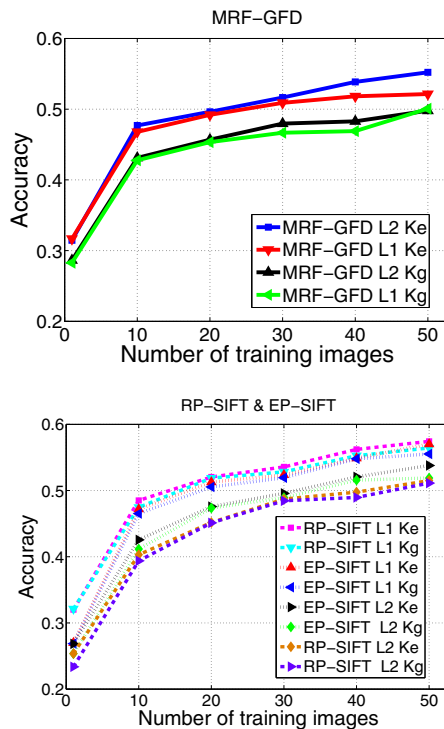 MRF-GFD
0.6
0.5
0.4
0.3
0.2
Accuracy
MRF-GFD L2 Ke
MRF-GFD L1 Ke
MRF-GFD L2 Kg
MRF-GFD L1 Kg
0 10 20 30 40 50
Number of training images
RP-SIFT & EP-SIFT
0.6
0.5
0.4
0.3
0.2
Accuracy
RP-SIFT L1 Ke
RP-SIFT L1 Kg
EP-SIFT L1 Ke
EP-SIFT L1 Kg
EP-SIFT L2 Ke
EP-SIFT L2 Kg
RP-SIFT L2 Ke
RP-SIFT L2 Kg
0 10 20 30 40 50
Number of training images